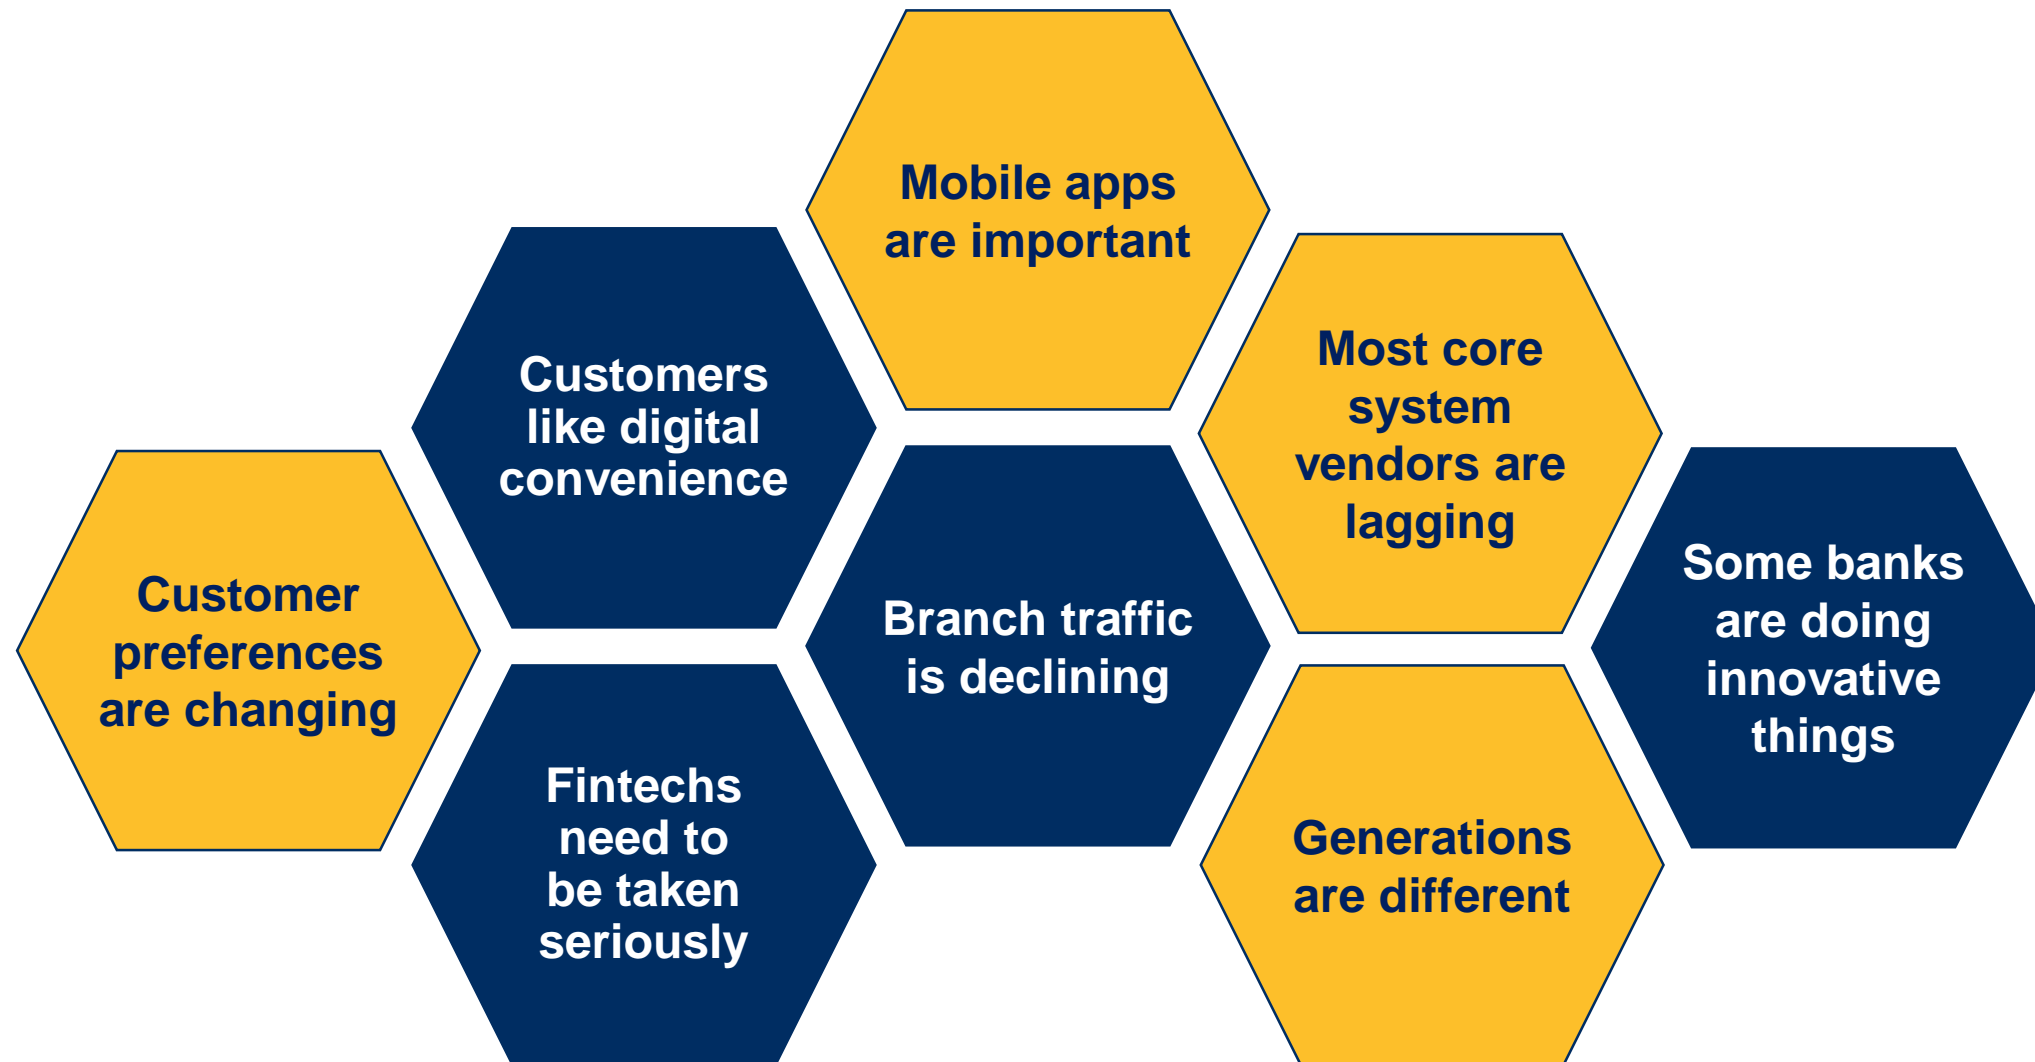 Mobile apps
are important
Customers
like digital
convenience
Most core
system
vendors are
lagging
Customer
preferences
are changing
Branch traffic
is declining
Some banks
are doing
innovative
things
Fintechs
need to
be taken
seriously
Generations
are different